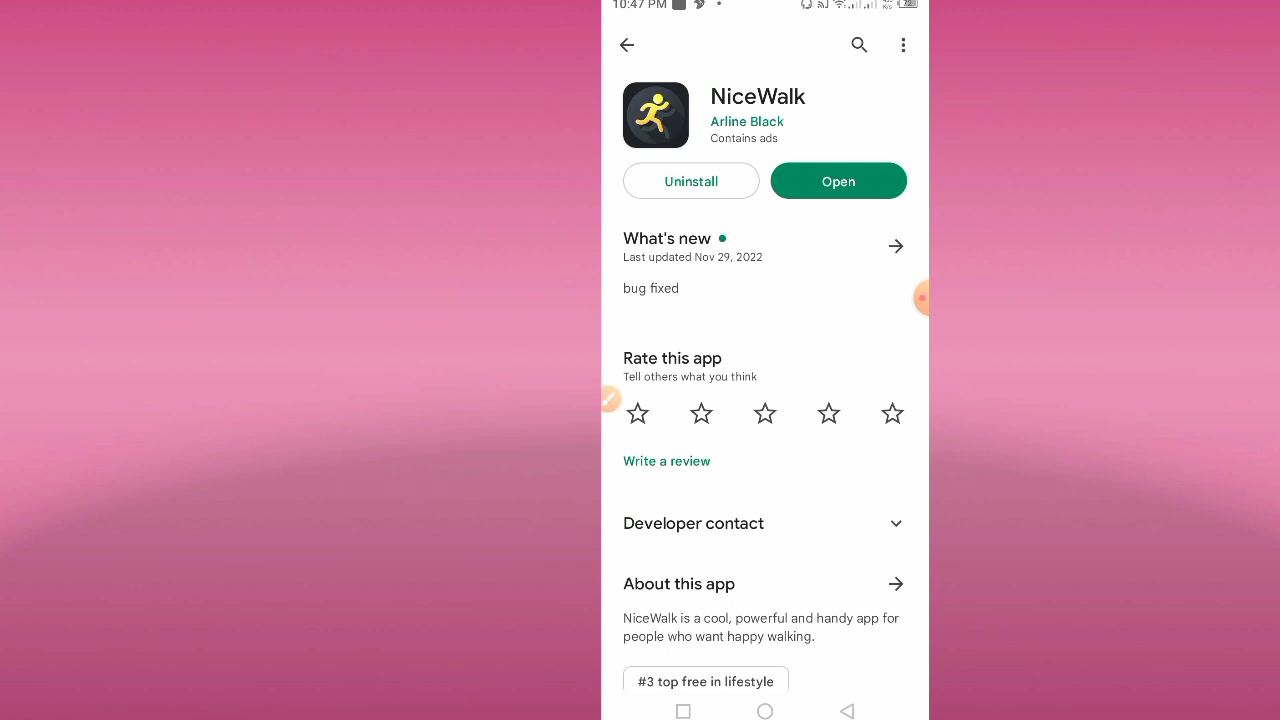 10:47 PM
NiceWalk
Arline Black
Contains ads
Uninstall
Open
What's new
Last updated Nov 29, 2022
bug fixed
Rate this app
Tell others what you think
Write a review
Developer contact
About this app
NiceWalk is a cool, powerful and handy app for
people who want happy walking.
#3 top free in lifestyle